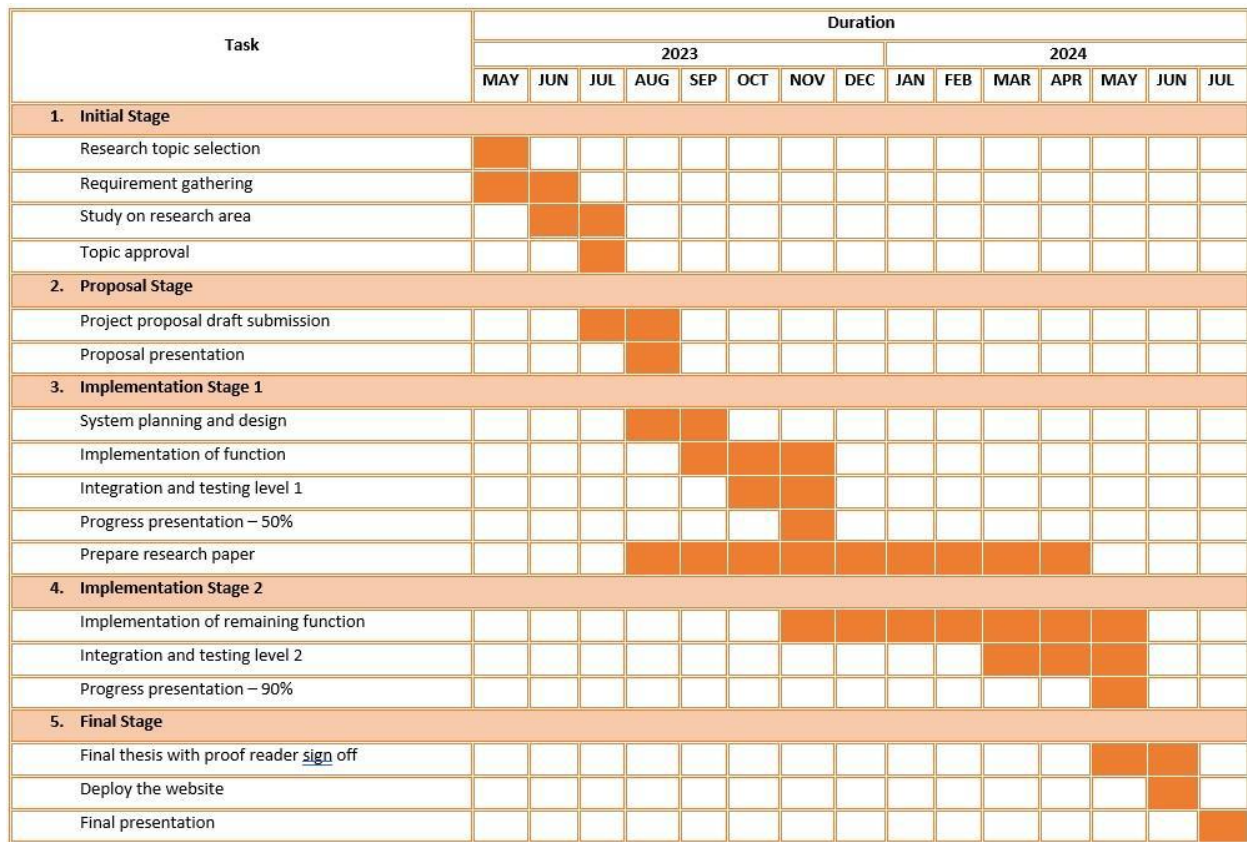 Task
Duration
2023 2024
MAY JUN JUL AUG SEP OCT NOV DEC JAN FEB MAR APR MAY JUN JUL
1. Initial Stage
Research topic selection
Requirement gathering
Study on research area
Topic approval
2. Proposal Stage
Project proposal draft submission
Proposal presentation
3. Implementation Stage 1
System planning and design
Implementation of function
Integration and testing level 1
Progress presentation – 50%
Prepare research paper
4. Implementation Stage 2
Implementation of remaining function
Integration and testing level 2
Progress presentation – 90%
5. Final Stage
Final thesis with proof reader sign off
Deploy the website
Final presentation